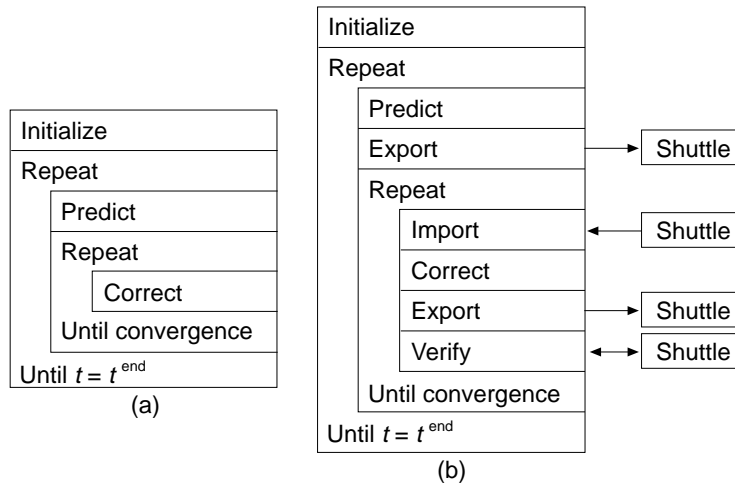 Initialize
Repeat
Predict
Repeat
Correct
Until convergence
Until t = t end
(a)
Initialize
Repeat
Predict
Export
Shuttle
Repeat
Import
Shuttle
Correct
Export
Shuttle
Verify
Shuttle
Until convergence
Until t = t end
(b)